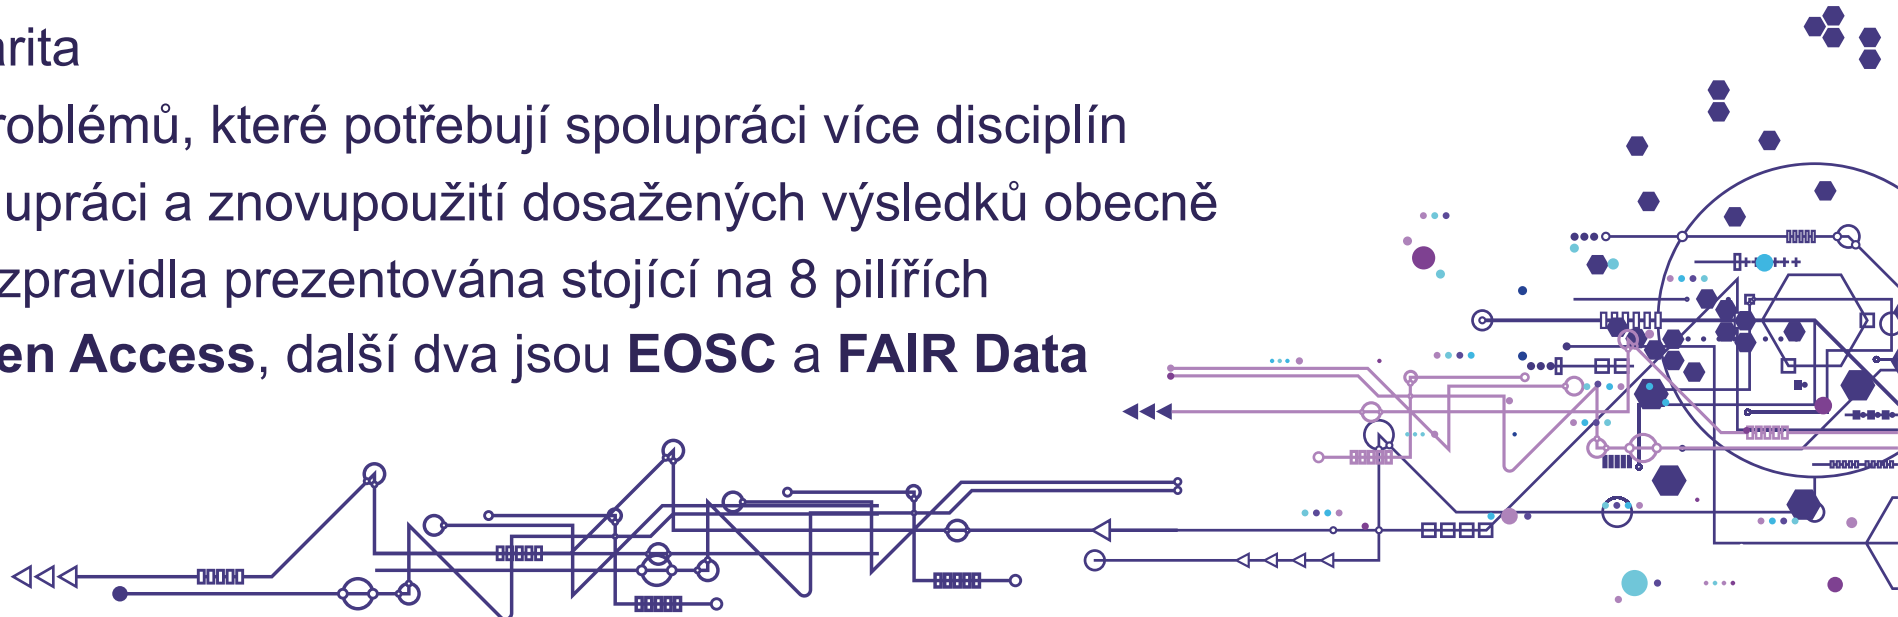 arita
roblémů, které potřebují spolupráci více disciplín
upráci a znovupoužití dosažených výsledků obecně
zpravidla prezentována stojící na 8 pilířích
en Access, další dva jsou EOSC a FAIR Data